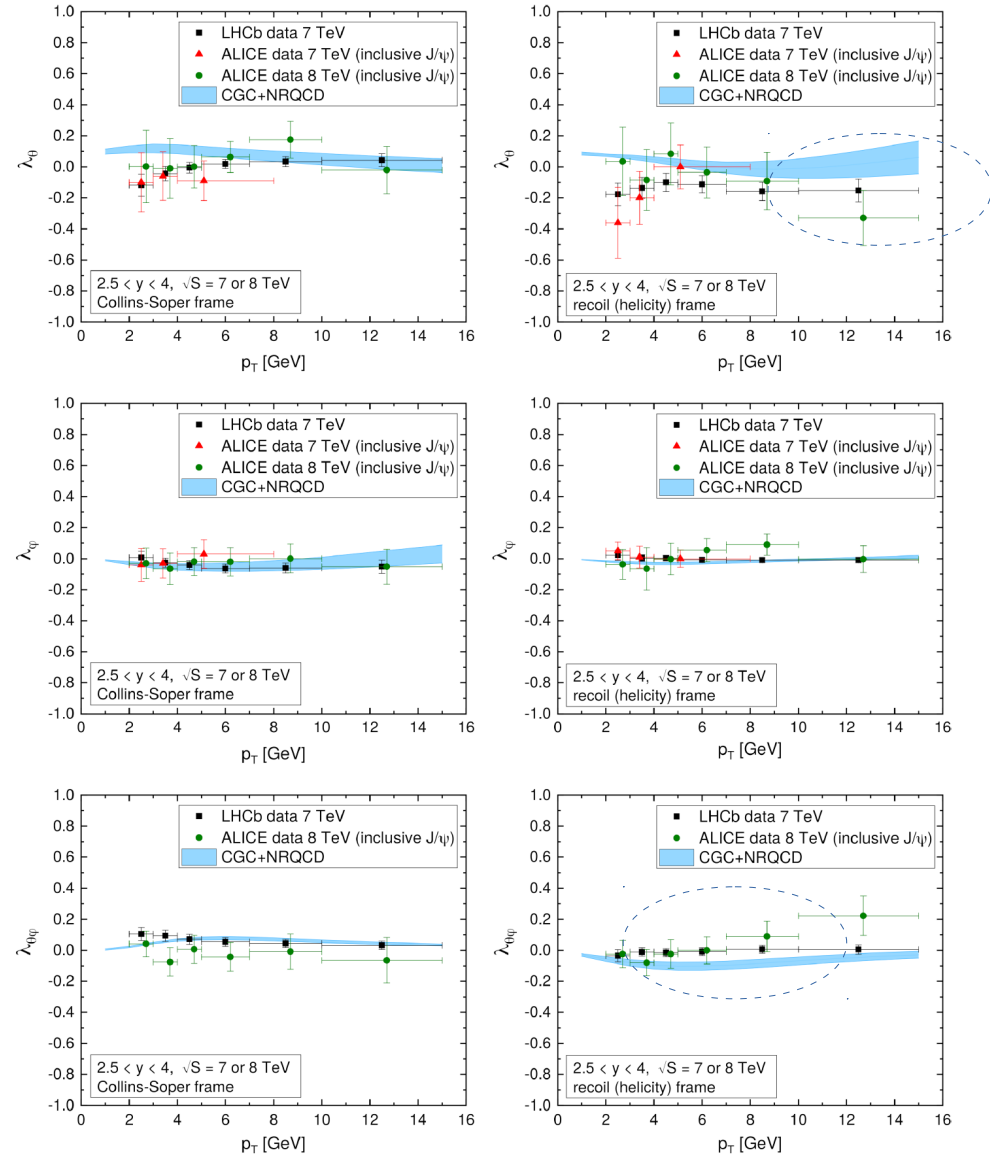 1.0
0.8
0.6
0.4
0.2
0.0
-0.2
-0.4
-0.6
-0.8
-1.0
λθ
LHCb data 7 TeV
ALICE data 7 TeV (inclusive J/ψ)
ALICE data 8 TeV (inclusive J/ψ)
CGC+NRQCD
2.5 < y < 4, √S = 7 or 8 TeV
Collins-Soper frame
0 2 4 6 8 10 12 14 16
pT [GeV]
1.0
0.8
0.6
0.4
0.2
0.0
-0.2
-0.4
-0.6
-0.8
-1.0
λθ
LHCb data 7 TeV
ALICE data 7 TeV (inclusive J/ψ)
ALICE data 8 TeV (inclusive J/ψ)
CGC+NRQCD
2.5 < y < 4, √S = 7 or 8 TeV
recoil (helicity) frame
0 2 4 6 8 10 12 14 16
pT [GeV]
1.0
0.8
0.6
0.4
0.2
0.0
-0.2
-0.4
-0.6
-0.8
-1.0
λφ
LHCb data 7 TeV
ALICE data 7 TeV (inclusive J/ψ)
ALICE data 8 TeV (inclusive J/ψ)
CGC+NRQCD
2.5 < y < 4, √S = 7 or 8 TeV
Collins-Soper frame
0 2 4 6 8 10 12 14 16
pT [GeV]
1.0
0.8
0.6
0.4
0.2
0.0
-0.2
-0.4
-0.6
-0.8
-1.0
λφ
LHCb data 7 TeV
ALICE data 7 TeV (inclusive J/ψ)
ALICE data 8 TeV (inclusive J/ψ)
CGC+NRQCD
2.5 < y < 4, √S = 7 or 8 TeV
recoil (helicity) frame
0 2 4 6 8 10 12 14 16
pT [GeV]
1.0
0.8
0.6
0.4
0.2
0.0
-0.2
-0.4
-0.6
-0.8
-1.0
λθφ
LHCb data 7 TeV
ALICE data 8 TeV (inclusive J/ψ)
CGC+NRQCD
2.5 < y < 4, √S = 7 or 8 TeV
Collins-Soper frame
0 2 4 6 8 10 12 14 16
pT [GeV]
1.0
0.8
0.6
0.4
0.2
0.0
-0.2
-0.4
-0.6
-0.8
-1.0
λθφ
LHCb data 7 TeV
ALICE data 8 TeV (inclusive J/ψ)
CGC+NRQCD
2.5 < y < 4, √S = 7 or 8 TeV
recoil (helicity) frame
0 2 4 6 8 10 12 14 16
pT [GeV]